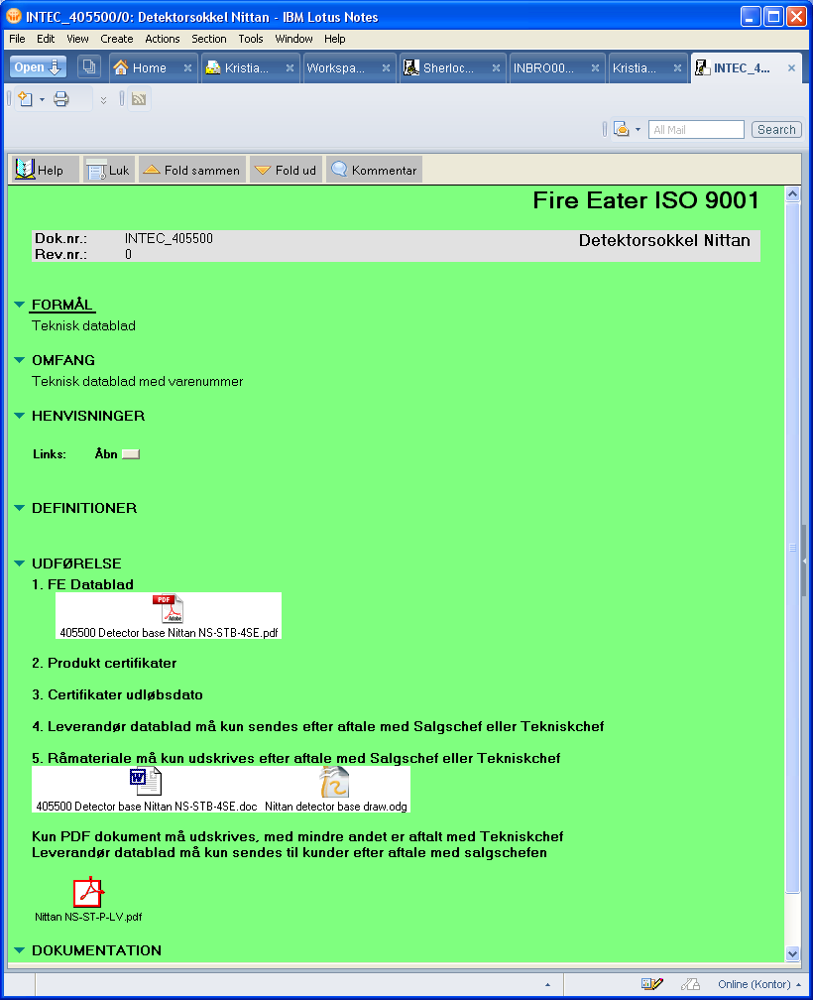 INTEC_405500/0: Detektorsokkel Nittan - IBM Lotus Notes
File Edit View Create Actions Section Tools Window Help
Open Home Kristia... Workspa... Sherloc... INBRO00... Kristia... INTEC_4...
All Mail Search
Help Luk Fold sammen Fold ud Kommentar
Fire Eater ISO 9001
Dok.nr.: INTEC_405500 Detektorsokkel Nittan
Rev.nr.: 0
FORMÅL
Teknisk datablad
OMFANG
Teknisk datablad med varenummer
HENVISNINGER
Links: Åbn
DEFINITIONER
UDFØRELSE
1. FE Datablad
PDF
Adobe
405500 Detector base Nittan NS-STB-4SE.pdf
2. Produkt certifikater
3. Certifikater udløbsdato
4. Leverandør datablad må kun sendes efter aftale med Salgschef eller Tekniskchef
5. Råmateriale må kun udskrives efter aftale med Salgschef eller Tekniskchef
W
405500 Detector base Nittan NS-STB-4SE.doc Nittan detector base draw.odg
Kun PDF dokument må udskrives, med mindre andet er aftalt med Tekniskchef
Leverandør datablad må kun sendes til kunder efter aftale med salgschefen
Nittan NS-ST-P-LV.pdf
DOKUMENTATION
Online (Kontor)